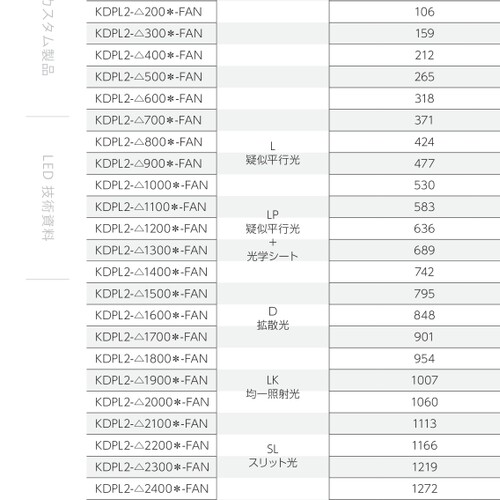 カスタム製品
LED 技術資料
KDPL2-△200＊-FAN 106
KDPL2-△300＊-FAN 159
KDPL2-△400＊-FAN 212
KDPL2-△500＊-FAN 265
KDPL2-△600＊-FAN 318
KDPL2-△700＊-FAN 371
KDPL2-△800＊-FAN 424
KDPL2-△900＊-FAN 477
KDPL2-△1000＊-FAN 530
KDPL2-△1100＊-FAN 583
KDPL2-△1200＊-FAN 636
KDPL2-△1300＊-FAN 689
KDPL2-△1400＊-FAN 742
KDPL2-△1500＊-FAN 795
KDPL2-△1600＊-FAN 848
KDPL2-△1700＊-FAN 901
KDPL2-△1800＊-FAN 954
KDPL2-△1900＊-FAN 1007
KDPL2-△2000＊-FAN 1060
KDPL2-△2100＊-FAN 1113
KDPL2-△2200＊-FAN 1166
KDPL2-△2300＊-FAN 1219
KDPL2-△2400＊-FAN 1272
L
疑似平行光
LP
疑似平行光
+
光学シート
D
拡散光
LK
均一照射光
SL
スリット光